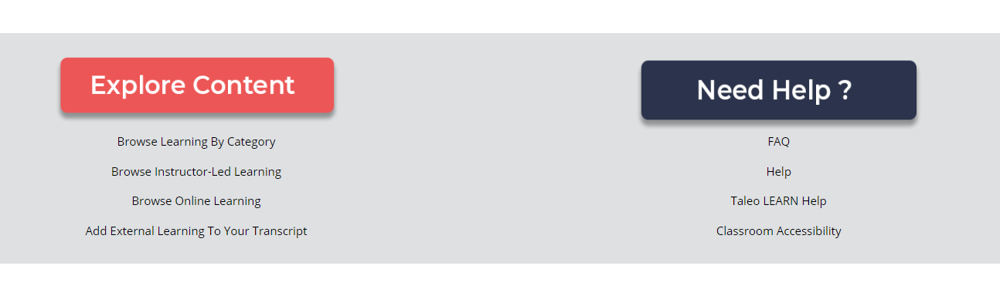 Explore Content
Browse Learning By Category
Browse Instructor-Led Learning
Browse Online Learning
Add External Learning To Your Transcript
Need Help ?
FAQ
Help
Taleo LEARN Help
Classroom Accessibility